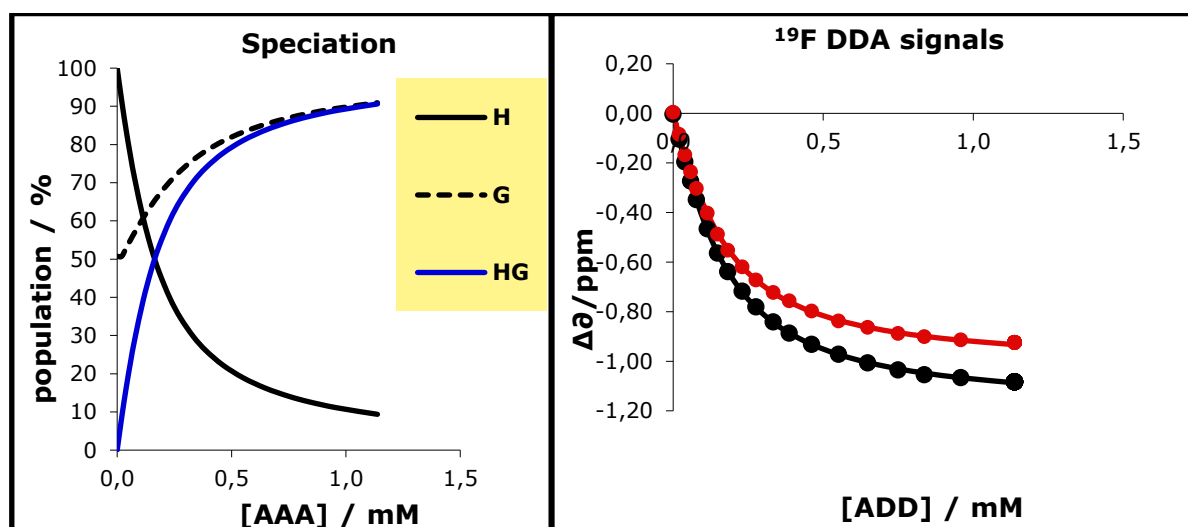 Speciation
100
90
80
70
60
50
40
30
20
10
0
population / %
0,0 0,5 1,0 1,5
[AAA] / mM
H
G
HG
¹⁹F DDA signals
0,20
0,00
-0,20
-0,40
-0,60
-0,80
-1,00
-1,20
Δ∂/ppm
0,0 0,5 1,0 1,5
[ADD] / mM